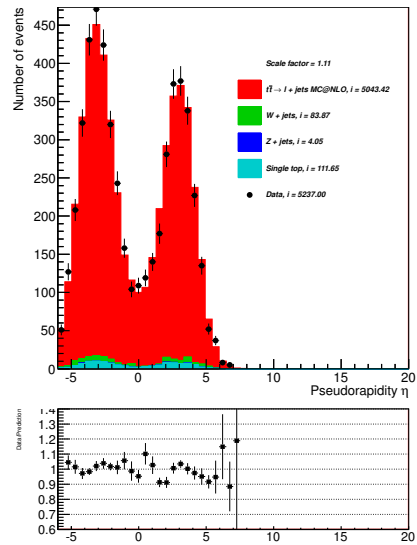 Number of events
450
400
350
300
250
200
150
100
50
0
Scale factor = 1.11
tt̄ → l + jets MC@NLO, i = 5043.42
W + jets, i = 83.87
Z + jets, i = 4.05
Single top, i = 111.65
Data, i = 5237.00
-5 0 5 10 15 20
Pseudorapidity η
Data/Prediction
1.4
1.3
1.2
1.1
1
0.9
0.8
0.7
0.6
-5 0 5 10 15 20